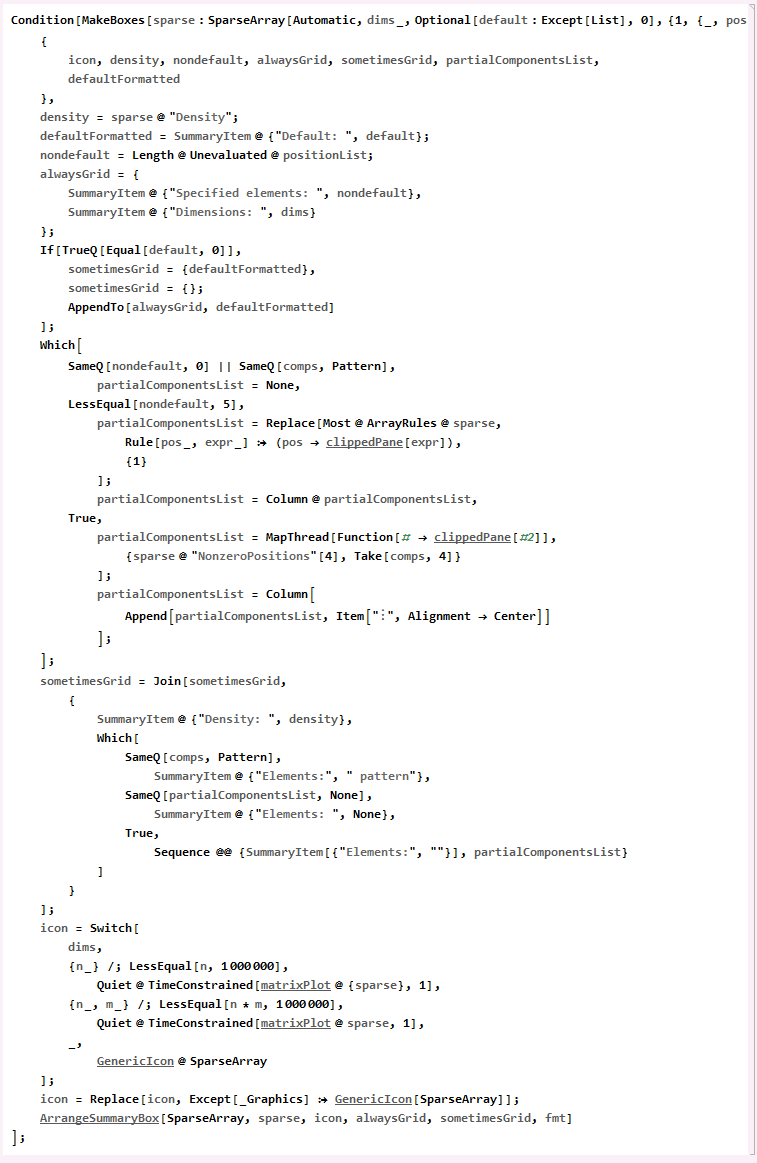 Condition[MakeBoxes[sparse : SparseArray[Automatic, dims_, Optional[default : Except[List], 0], {1, {_, pos
{
icon, density, nondefault, alwaysGrid, sometimesGrid, partialComponentsList,
defaultFormatted
},
density = sparse @ "Density";
defaultFormatted = SummaryItem @ {"Default: ", default};
nondefault = Length @ Unevaluated @ positionList;
alwaysGrid = {
SummaryItem @ {"Specified elements: ", nondefault},
SummaryItem @ {"Dimensions: ", dims}
};
If[TrueQ[Equal[default, 0]],
sometimesGrid = {defaultFormatted},
sometimesGrid = {};
AppendTo[alwaysGrid, defaultFormatted]
];
Which[
SameQ[nondefault, 0] || SameQ[comps, Pattern],
partialComponentsList = None,
LessEqual[nondefault, 5],
partialComponentsList = Replace[Most @ ArrayRules @ sparse,
Rule[pos_, expr_] :→ (pos → clippedPane[expr]),
{1}
];
partialComponentsList = Column @ partialComponentsList,
True,
partialComponentsList = MapThread[Function[# → clippedPane[#2]],
{sparse @ "NonzeroPositions"[4], Take[comps, 4]}
];
partialComponentsList = Column[
Append[partialComponentsList, Item["⋮", Alignment → Center]]
];
];
sometimesGrid = Join[sometimesGrid,
{
SummaryItem @ {"Density: ", density},
Which[
SameQ[comps, Pattern],
SummaryItem @ {"Elements:", " pattern"},
SameQ[partialComponentsList, None],
SummaryItem @ {"Elements: ", None},
True,
Sequence @@ {SummaryItem[{"Elements:", ""}], partialComponentsList}
]
}
];
icon = Switch[
dims,
{n_} /; LessEqual[n, 1000000],
Quiet @ TimeConstrained[matrixPlot @ {sparse}, 1],
{n_, m_} /; LessEqual[n * m, 1000000],
Quiet @ TimeConstrained[matrixPlot @ sparse, 1],
_,
GenericIcon @ SparseArray
];
icon = Replace[icon, Except[_Graphics] :→ GenericIcon[SparseArray]];
ArrangeSummaryBox[SparseArray, sparse, icon, alwaysGrid, sometimesGrid, fmt]
];